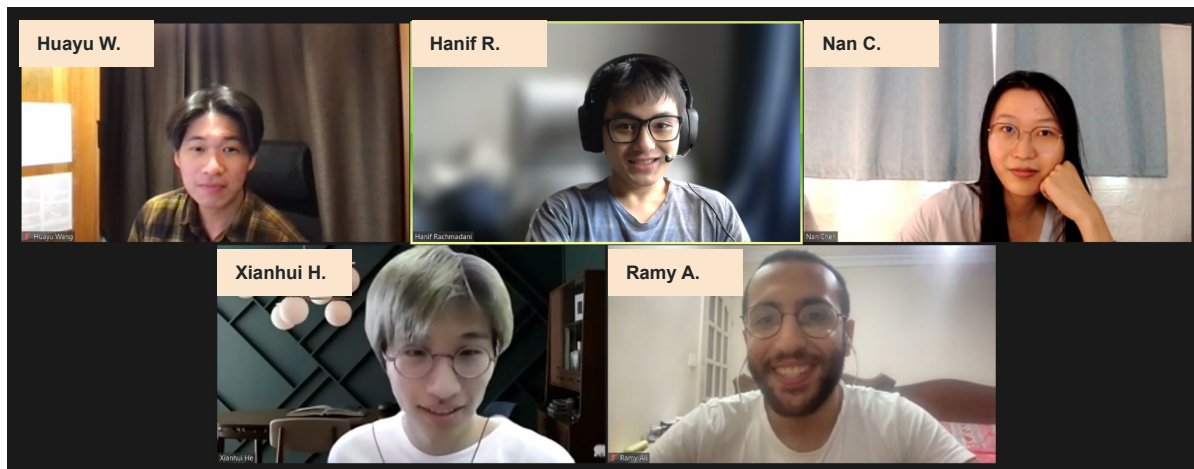 Huayu W.
Hanif R.
Nan C.
Huayu Wang
Hanif Rachmadani
Nan Chen
Xianhui H.
Ramy A.
Xianhui He
Ramy Ali